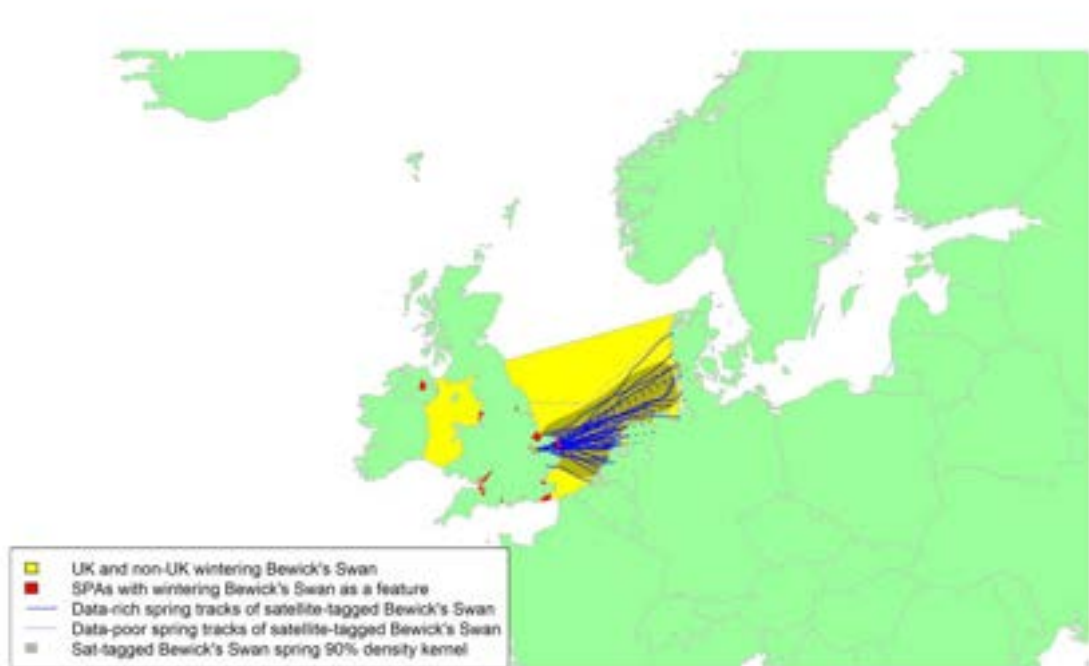 UK and non-UK wintering Bewick's Swan
SPAs with wintering Bewick's Swan as a feature
Data-rich spring tracks of satellite-tagged Bewick's Swan
Data-poor spring tracks of satellite-tagged Bewick's Swan
Sat-tagged Bewick's Swan spring 90% density kernel